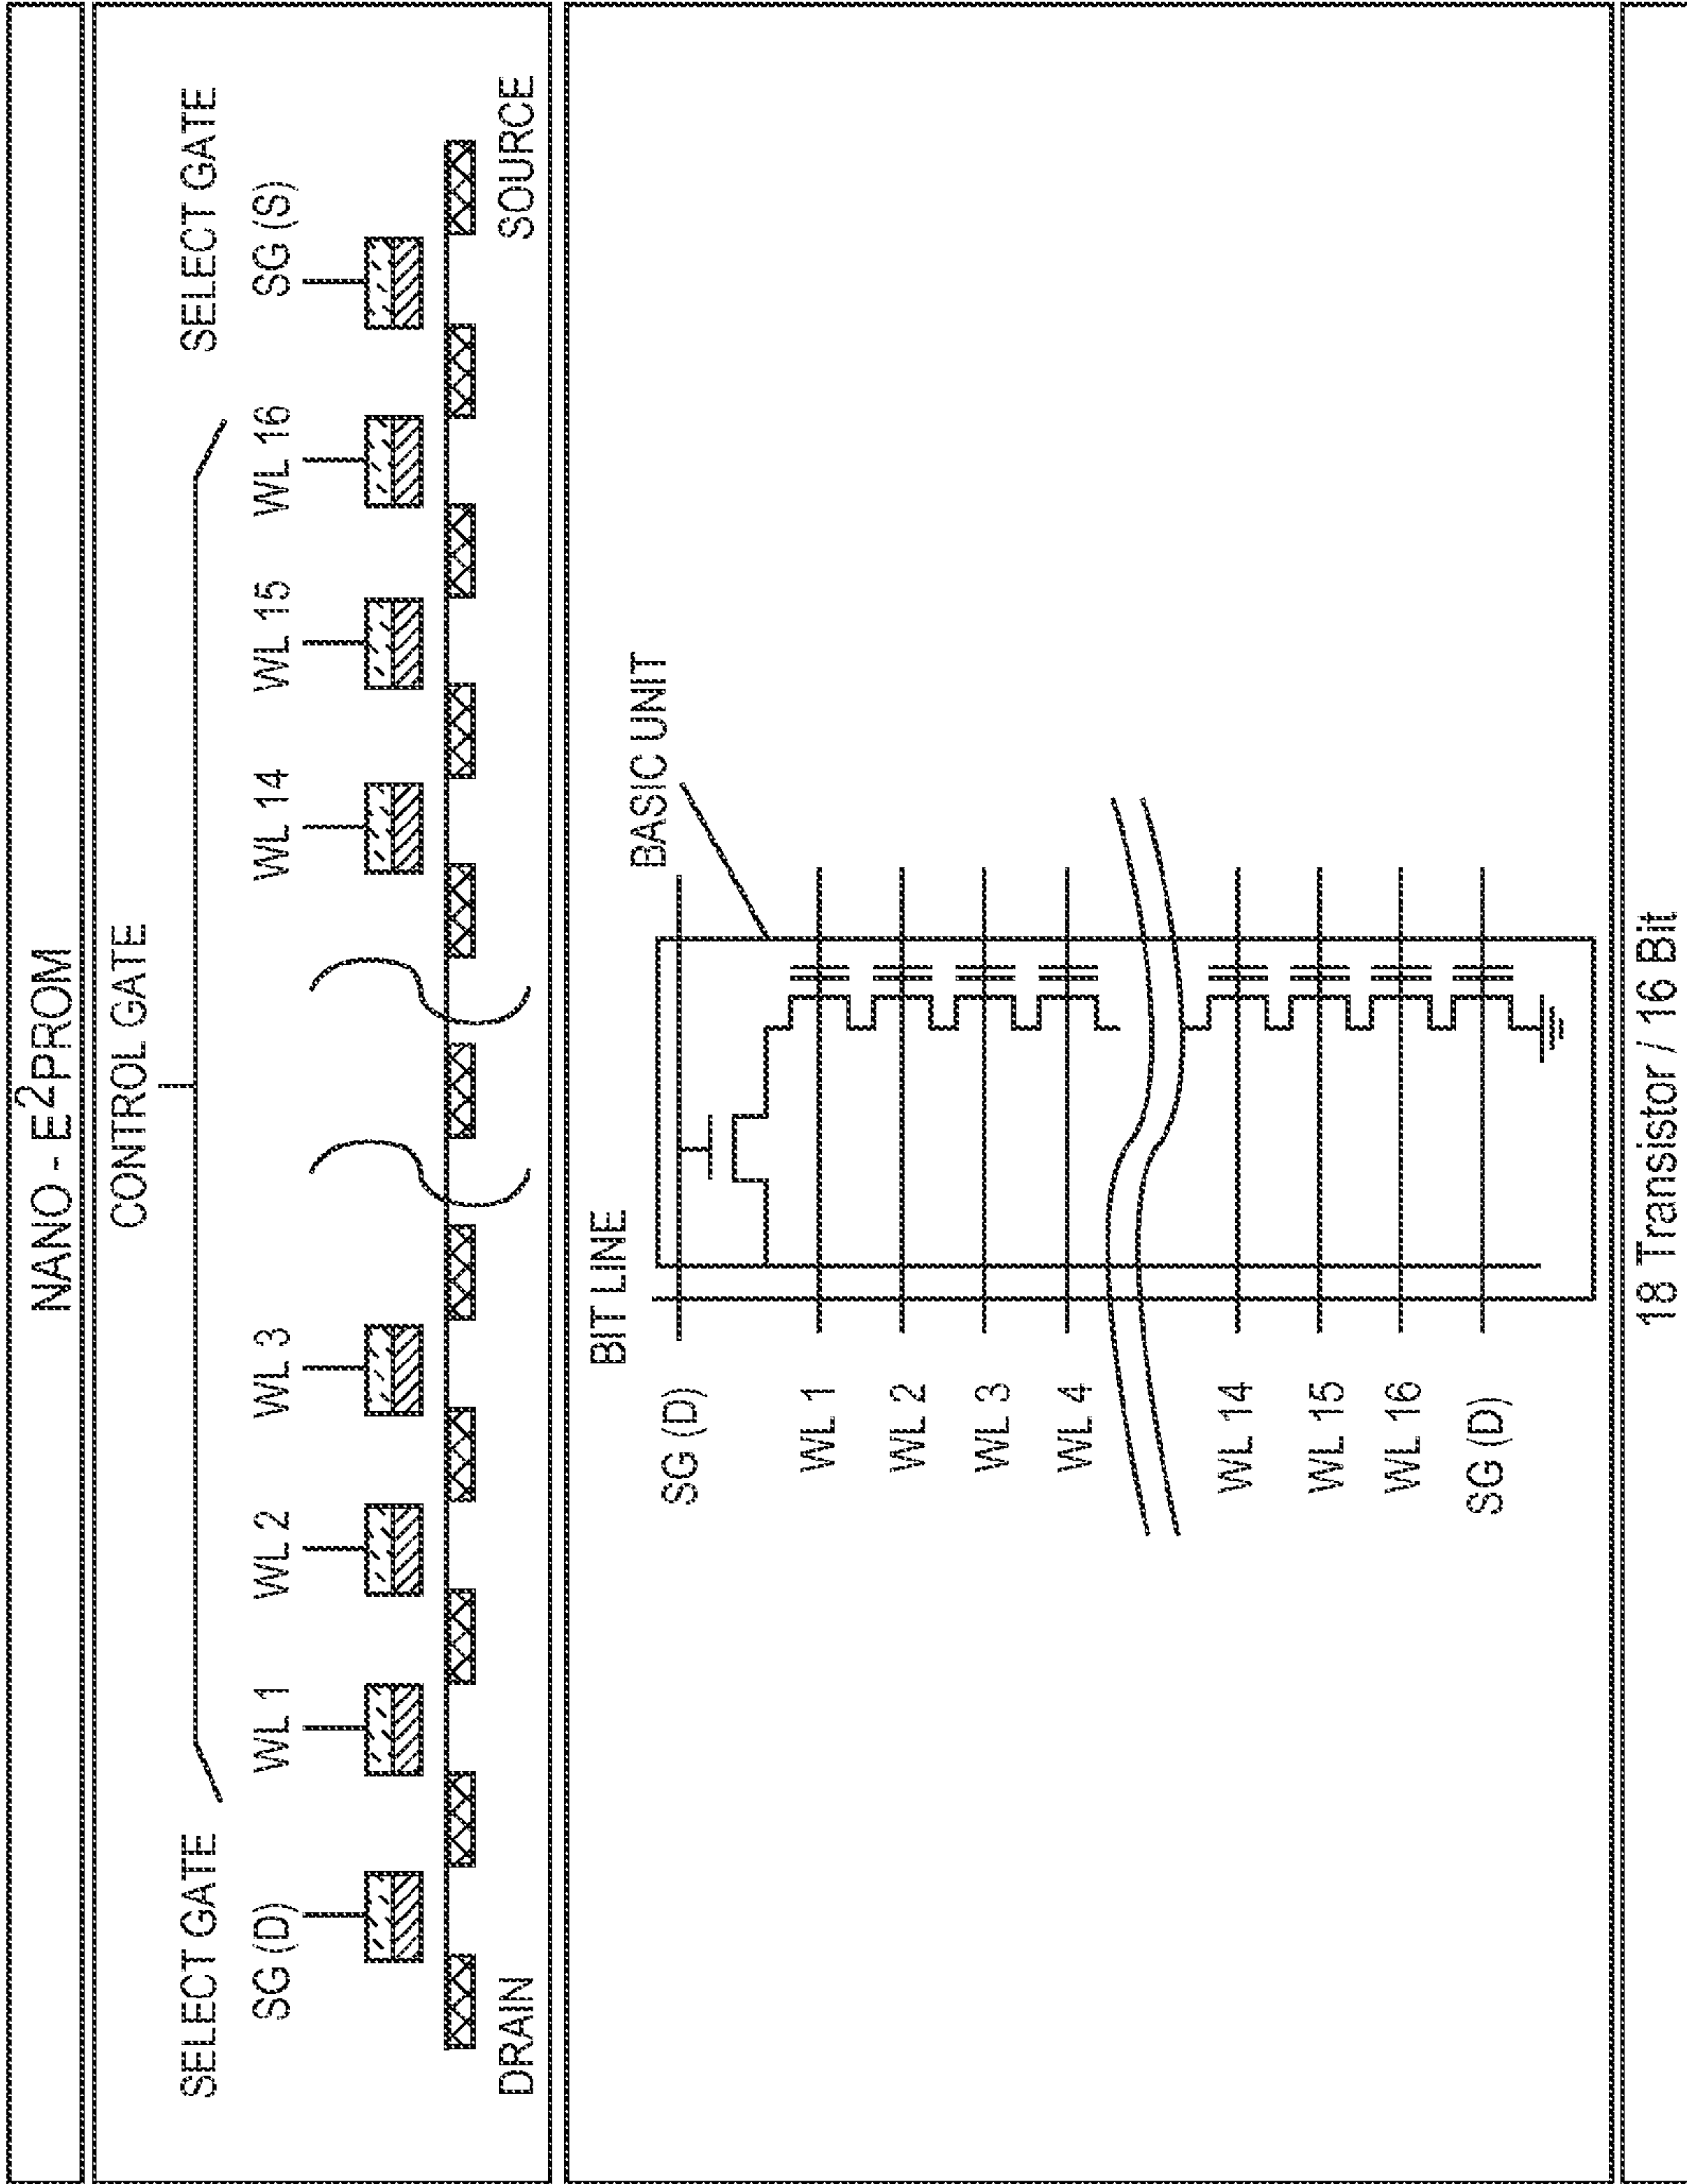 NANO - E2PROM
CONTROL GATE
SELECT GATE
SELECT GATE
SG (D)
WL 1
WL 2
WL 3
WL 14
WL 15
WL 16
SG (S)
DRAIN
SOURCE
BIT LINE
BASIC UNIT
SG (D)
WL 1
WL 2
WL 3
WL 4
WL 14
WL 15
WL 16
SG (D)
18 Transistor / 16 Bit